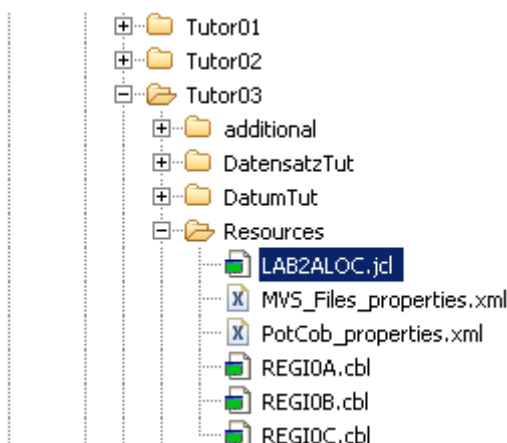 Tutor01
Tutor02
Tutor03
additional
DatensatzTut
DatumTut
Resources
LAB2ALOC.jcl
MVS_Files_properties.xml
PotCob_properties.xml
REGI0A.cbl
REGI0B.cbl
REGI0C.cbl